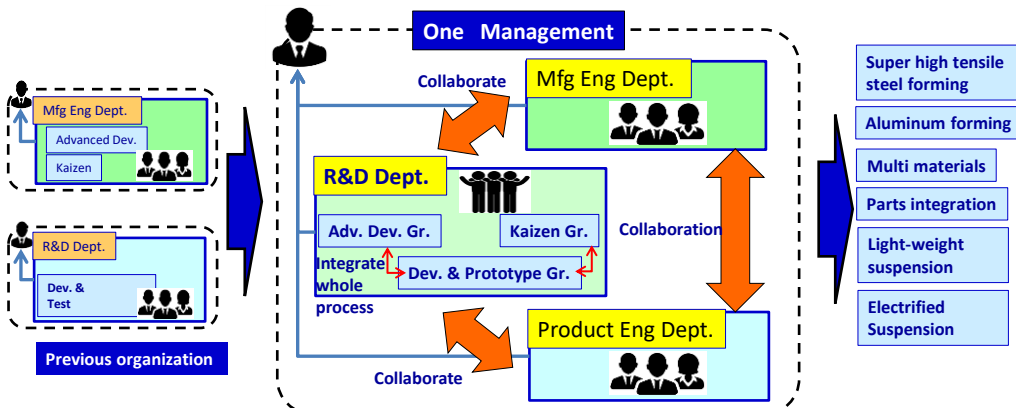 Mfg Eng Dept.
Advanced Dev.
Kaizen
R&D Dept.
Dev. &
Test
Previous organization
One Management
Collaborate
Mfg Eng Dept.
R&D Dept.
Adv. Dev. Gr.
Kaizen Gr.
Integrate
whole
process
Dev. & Prototype Gr.
Collaboration
Product Eng Dept.
Collaborate
Super high tensile
steel forming
Aluminum forming
Multi materials
Parts integration
Light-weight
suspension
Electrified
Suspension